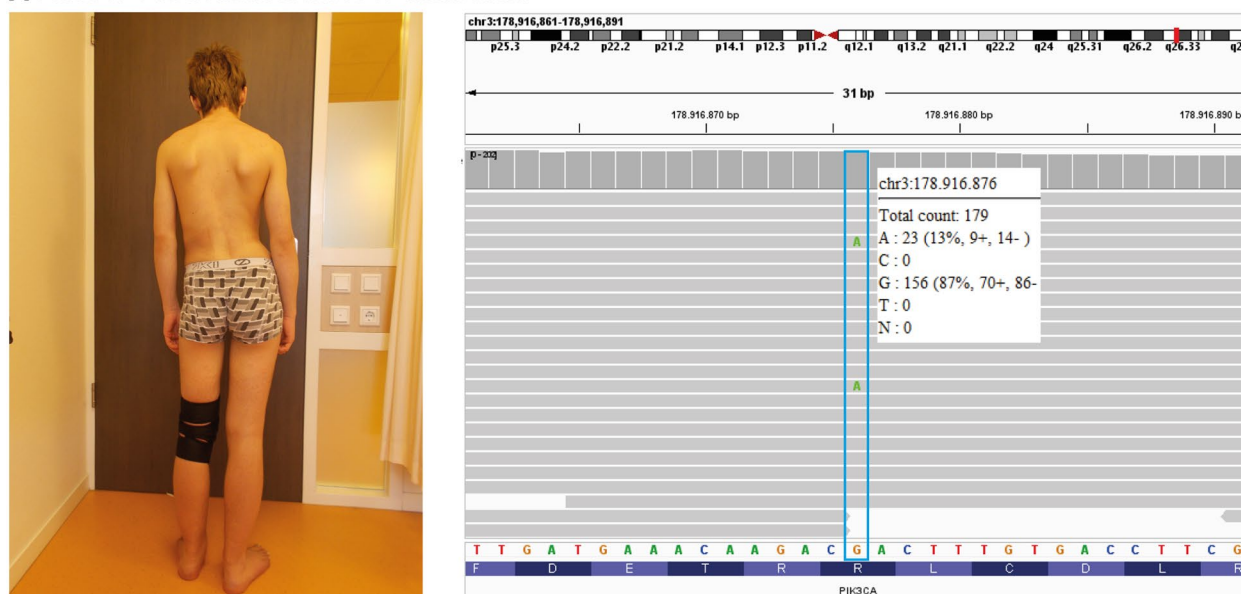 chr3:178,916,861-178,916,891
p25.3 p24.2 p22.2 p21.2 p14.1 p12.3 p11.2 q12.1 q13.2 q21.1 q22.2 q24 q25.31 q26.2 q26.33 q2
31 bp
178.916.870 bp 178.916.880 bp 178.916.890 b
[0 - 202]
chr3:178.916.876
Total count: 179
A : 23 (13%, 9+, 14- )
C : 0
G : 156 (87%, 70+, 86-
T : 0
N : 0
A
A
T T G A T G A A A C A A G A C G A C T T T G T G A C C T T C G
F D E T R R L C D L R
PIK3CA